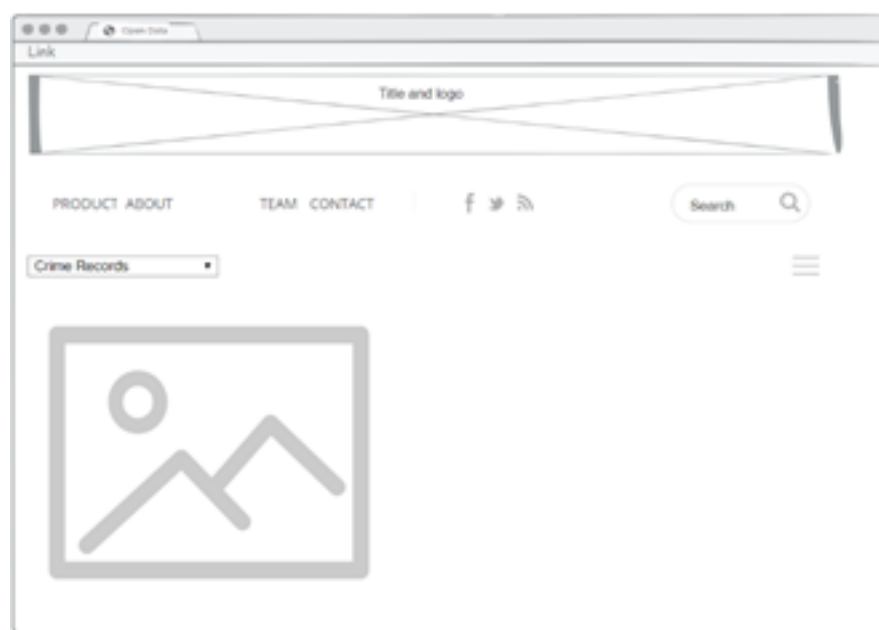 Open Data
Link
Title and logo
PRODUCT ABOUT TEAM CONTACT Search
Crime Records